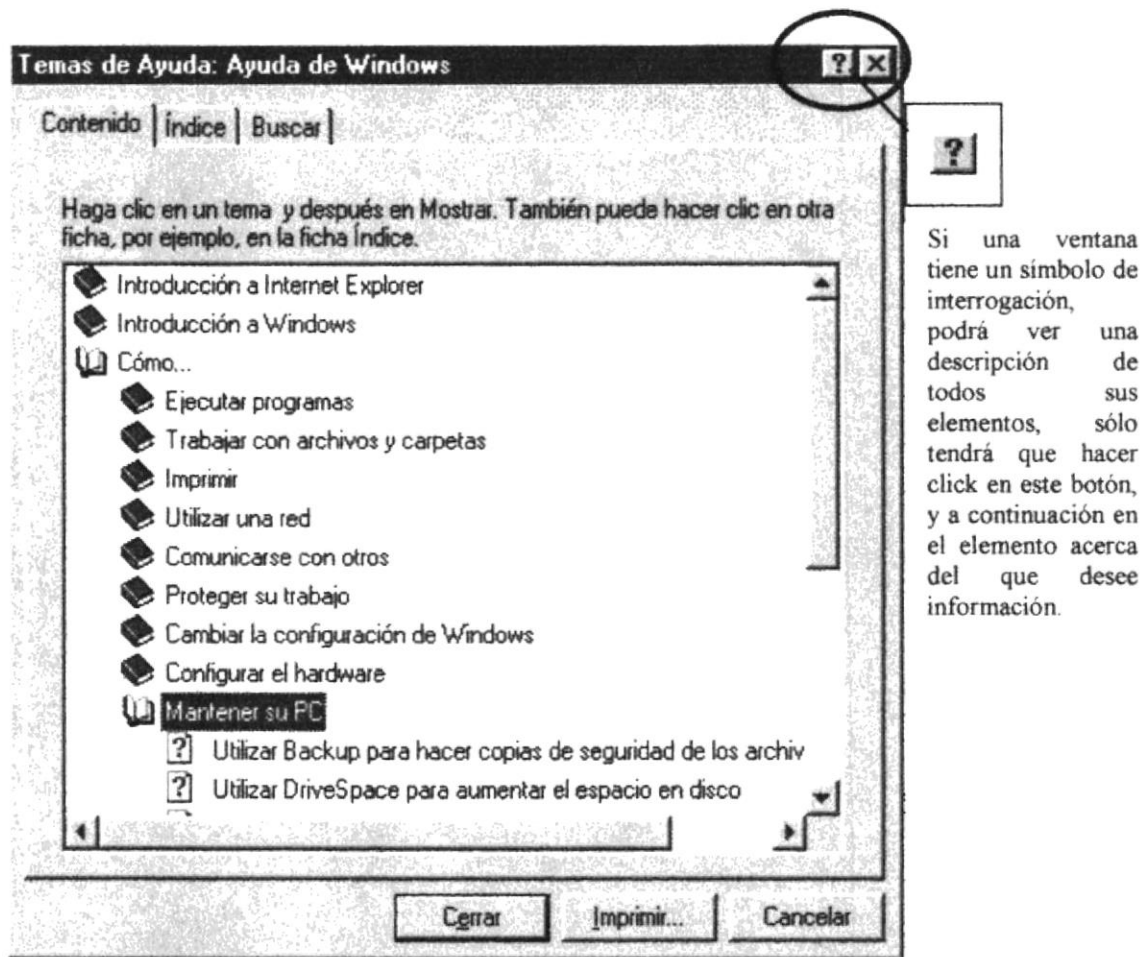 Temas de Ayuda: Ayuda de Windows
? ×
Contenido Índice Buscar
Haga clic en un tema y después en Mostrar. También puede hacer clic en otra
ficha, por ejemplo, en la ficha Índice.
Introducción a Internet Explorer
Introducción a Windows
Cómo...
Ejecutar programas
Trabajar con archivos y carpetas
Imprimir
Utilizar una red
Comunicarse con otros
Proteger su trabajo
Cambiar la configuración de Windows
Configurar el hardware
Mantener su PC
? Utilizar Backup para hacer copias de seguridad de los archiv
? Utilizar DriveSpace para aumentar el espacio en disco
Cerrar Imprimir... Cancelar
?
Si una ventana
tiene un símbolo de
interrogación,
podrá ver una
descripción de
todos sus
elementos, sólo
tendrá que hacer
click en este botón,
y a continuación en
el elemento acerca
del que desee
información.